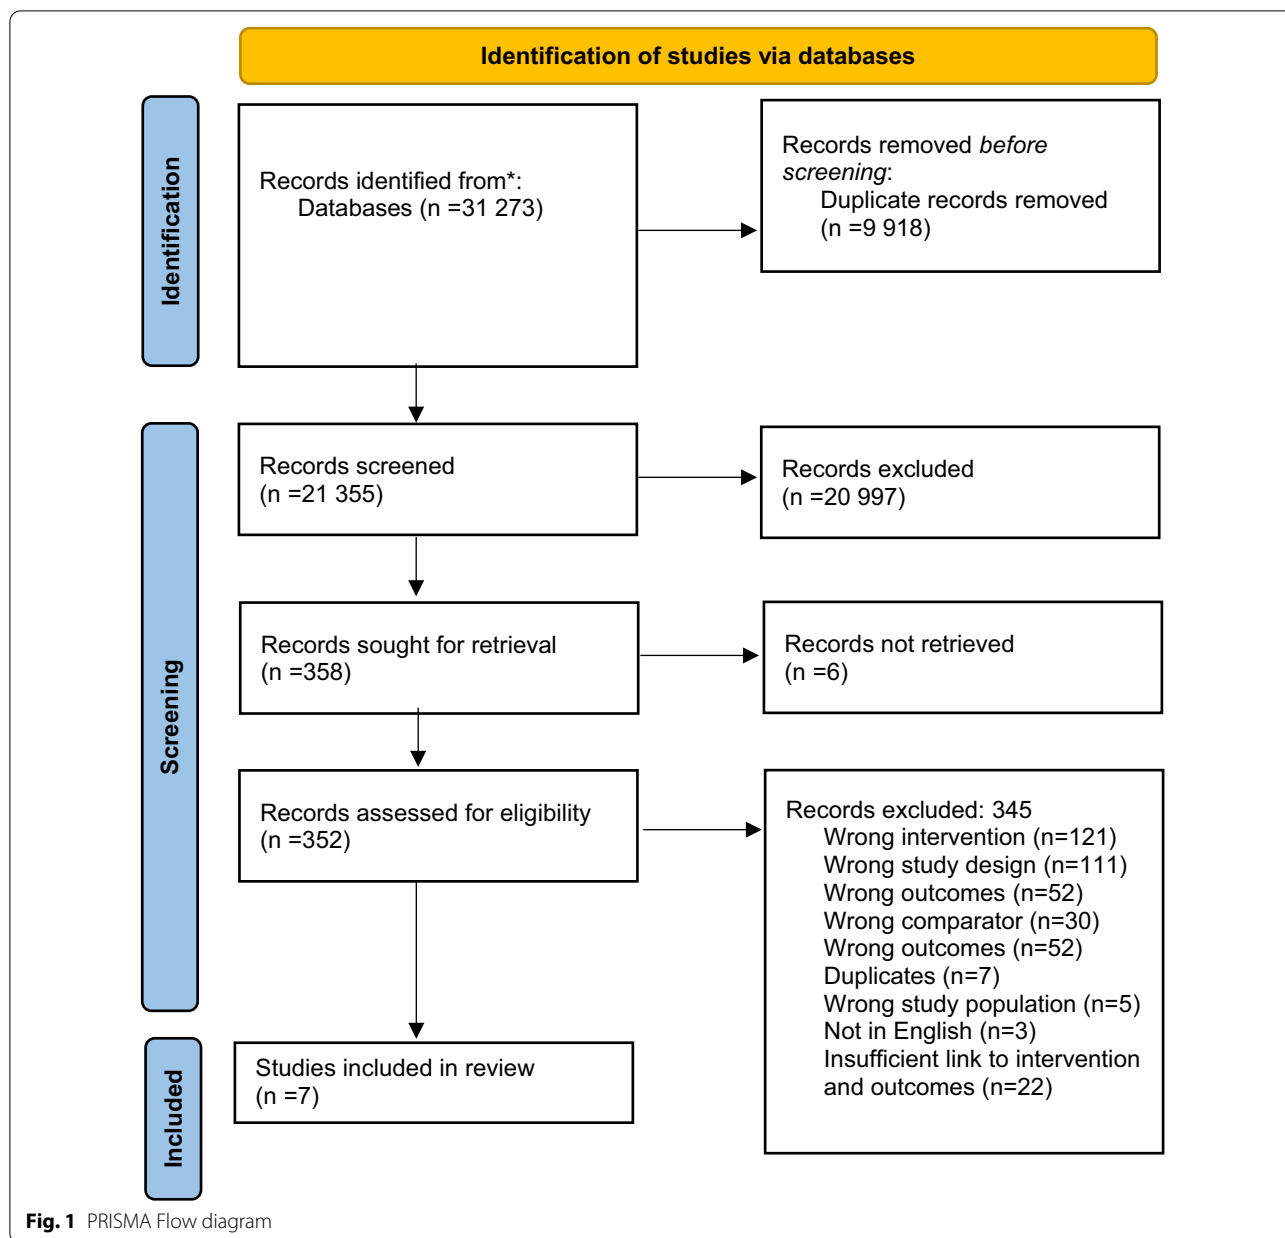 Identification of studies via databases
Identification
Records identified from*:
Databases (n =31 273)
Records removed before
screening:
Duplicate records removed
(n =9 918)
Screening
Records screened
(n =21 355)
Records excluded
(n =20 997)
Records sought for retrieval
(n =358)
Records not retrieved
(n =6)
Records assessed for eligibility
(n =352)
Records excluded: 345
Wrong intervention (n=121)
Wrong study design (n=111)
Wrong outcomes (n=52)
Wrong comparator (n=30)
Wrong outcomes (n=52)
Duplicates (n=7)
Wrong study population (n=5)
Not in English (n=3)
Insufficient link to intervention
and outcomes (n=22)
Included
Studies included in review
(n =7)
Fig. 1 PRISMA Flow diagram